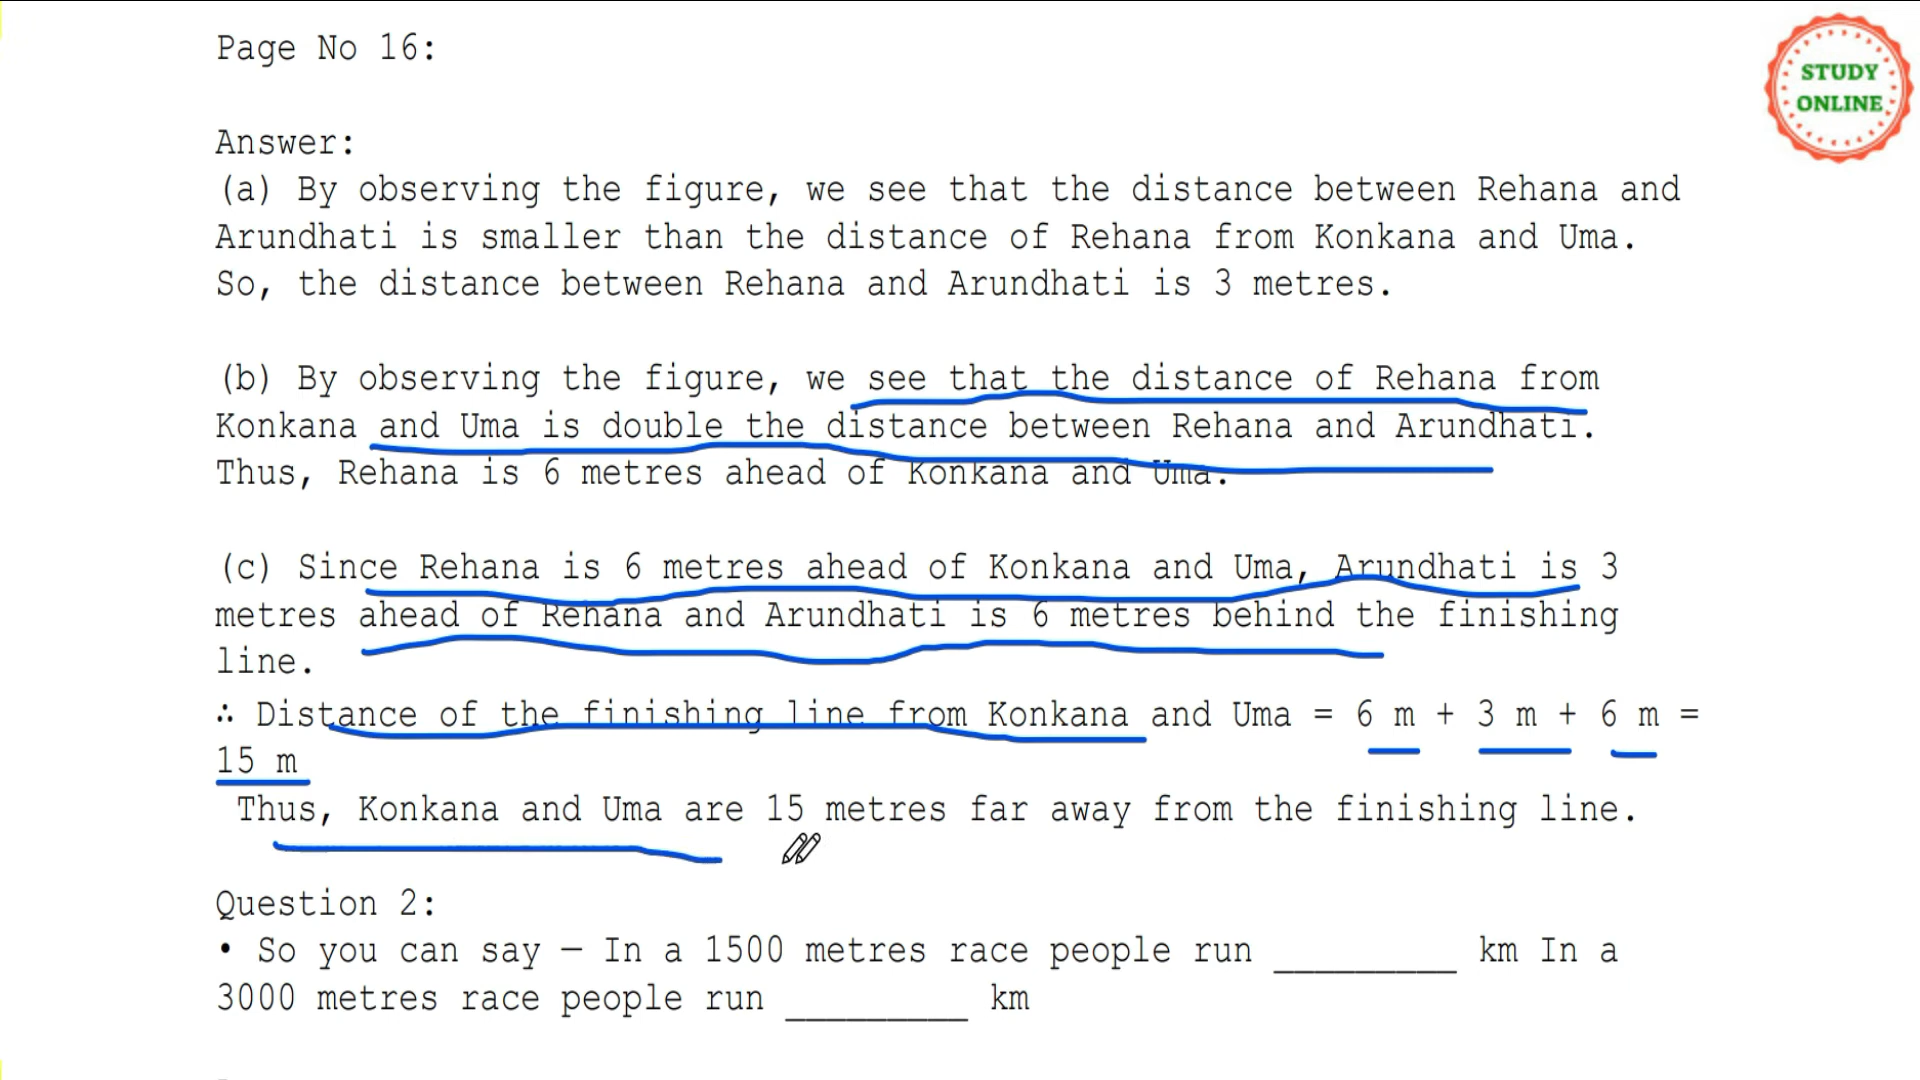 Page No 16:
STUDY
ONLINE
Answer:
(a) By observing the figure, we see that the distance between Rehana and
Arundhati is smaller than the distance of Rehana from Konkana and Uma.
So, the distance between Rehana and Arundhati is 3 metres.
(b) By observing the figure, we see that the distance of Rehana from
Konkana and Uma is double the distance between Rehana and Arundhati.
Thus, Rehana is 6 metres ahead of Konkana and Uma.
(c) Since Rehana is 6 metres ahead of Konkana and Uma, Arundhati is 3
metres ahead of Rehana and Arundhati is 6 metres behind the finishing
line.
∴ Distance of the finishing line from Konkana and Uma = 6 m + 3 m + 6 m =
15 m
Thus, Konkana and Uma are 15 metres far away from the finishing line.
Question 2:
• So you can say — In a 1500 metres race people run _________ km In a
3000 metres race people run _________ km